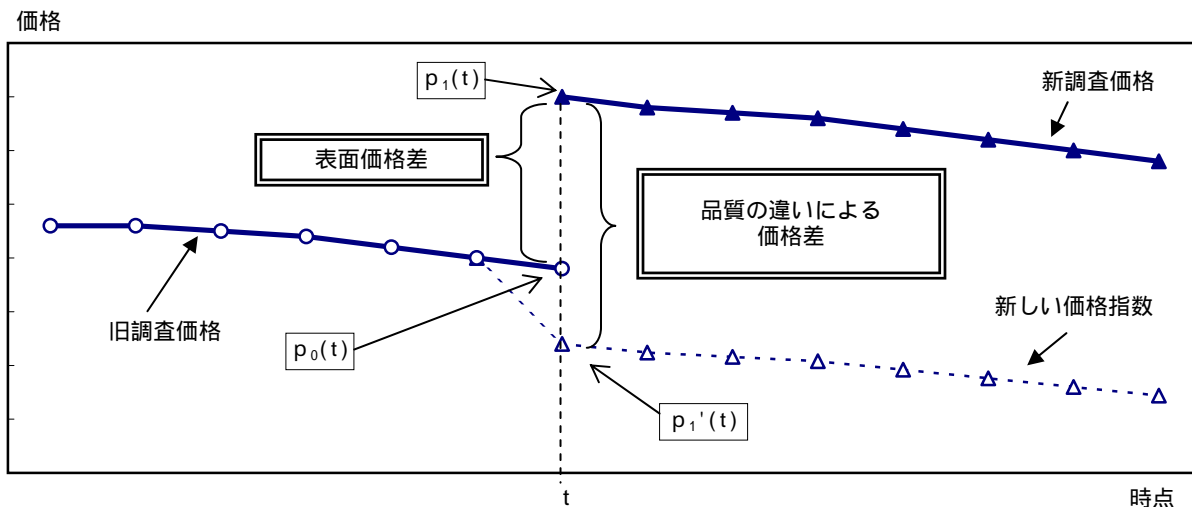 価格
p₁(t)
新調査価格
表面価格差
品質の違いによる
価格差
旧調査価格
p₀(t)
新しい価格指数
p₁'(t)
t
時点